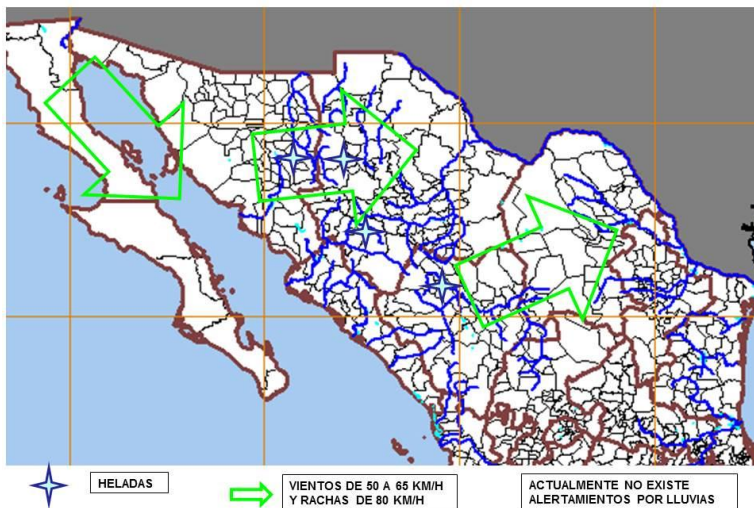 HELADAS
VIENTOS DE 50 A 65 KM/H
Y RACHAS DE 80 KM/H
ACTUALMENTE NO EXISTE
ALERTAMIENTOS POR LLUVIAS